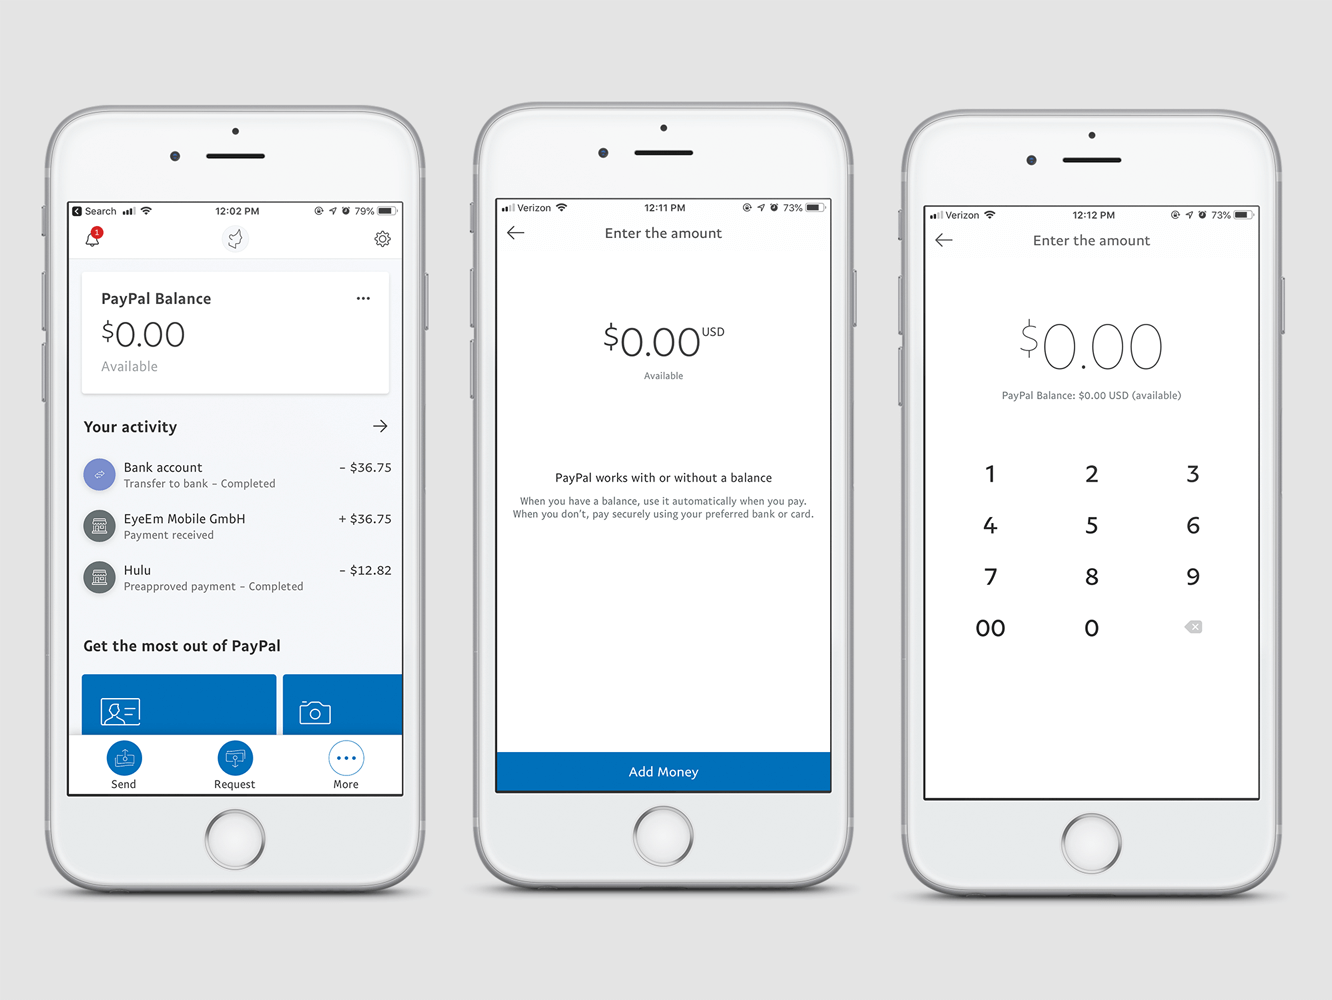 Search
12:02 PM
79%
1
PayPal Balance
$0.00
Available
Your activity
Bank account
- $36.75
Transfer to bank - Completed
EyeEm Mobile GmbH
+ $36.75
Payment received
Hulu
- $12.82
Preapproved payment - Completed
Get the most out of PayPal
Send
Request
More
Verizon
12:11 PM
73%
Enter the amount
$0.00 USD
Available
PayPal works with or without a balance
When you have a balance, use it automatically when you pay.
When you don't, pay securely using your preferred bank or card.
Add Money
Verizon
12:12 PM
73%
Enter the amount
$0.00
PayPal Balance: $0.00 USD (available)
1 2 3
4 5 6
7 8 9
00 0